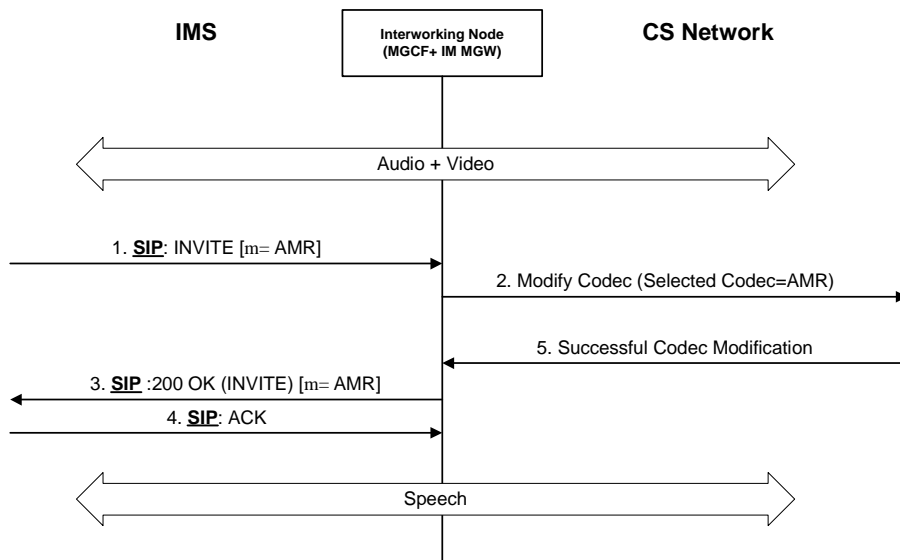 IMS
Interworking Node
(MGCF+ IM MGW)
CS Network
Audio + Video
1. SIP: INVITE [m= AMR]
2. Modify Codec (Selected Codec=AMR)
5. Successful Codec Modification
3. SIP :200 OK (INVITE) [m= AMR]
4. SIP: ACK
Speech